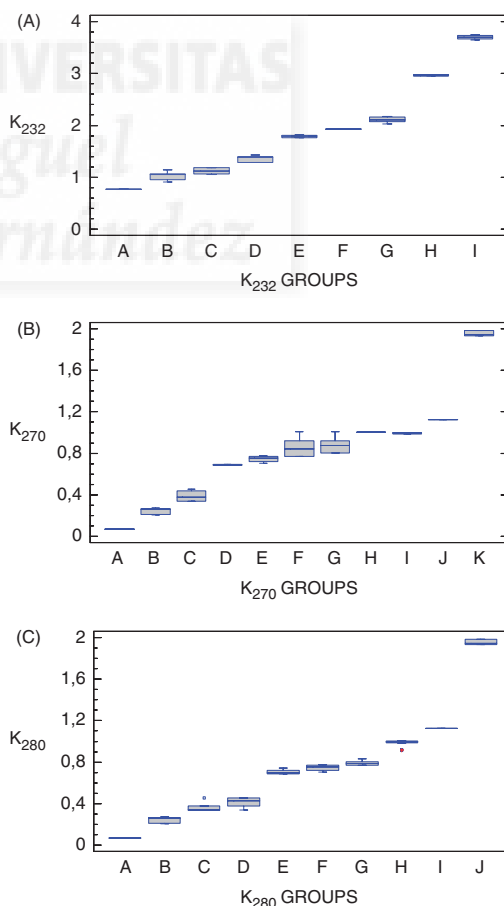 (A)
4
3
2
1
0
K232
A B C D E F G H I
K232 GROUPS
(B)
2
1,6
1,2
0,8
0,4
0
K270
A B C D E F G H I J K
K270 GROUPS
(C)
2
1,6
1,2
0,8
0,4
0
K280
A B C D E F G H I J
K280 GROUPS